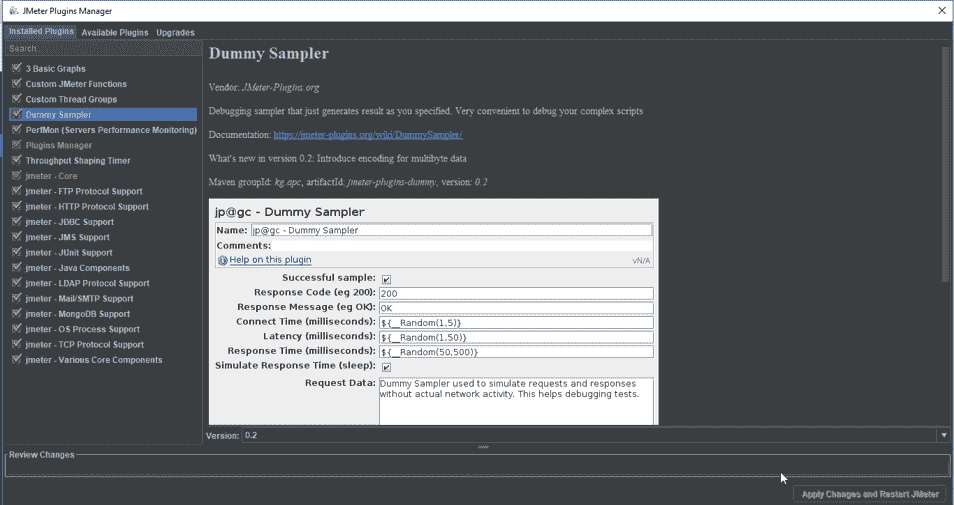 JMeter Plugins Manager
Installed Plugins Available Plugins Upgrades
Search
3 Basic Graphs
Custom JMeter Functions
Custom Thread Groups
Dummy Sampler
PerfMon (Servers Performance Monitoring)
Plugins Manager
Throughput Shaping Timer
jmeter - Core
jmeter - FTP Protocol Support
jmeter - HTTP Protocol Support
jmeter - JDBC Support
jmeter - JMS Support
jmeter - JUnit Support
jmeter - Java Components
jmeter - LDAP Protocol Support
jmeter - Mail/SMTP Support
jmeter - MongoDB Support
jmeter - OS Process Support
jmeter - TCP Protocol Support
jmeter - Various Core Components
Dummy Sampler
Vendor: JMeter-Plugins.org
Debugging sampler that just generates result as you specified. Very convenient to debug your complex scripts
Documentation: https://jmeter-plugins.org/wiki/DummySampler/
What's new in version 0.2: Introduce encoding for multibyte data
Maven groupId: kg.apc, artifactId: jmeter-plugins-dummy, version: 0.2
jp@gc - Dummy Sampler
Name: jp@gc - Dummy Sampler
Comments:
Help on this plugin vN/A
Successful sample:
Response Code (eg 200): 200
Response Message (eg OK): OK
Connect Time (milliseconds): ${__Random(1,5)}
Latency (milliseconds): ${__Random(1,50)}
Response Time (milliseconds): ${__Random(50,500)}
Simulate Response Time (sleep):
Request Data: Dummy Sampler used to simulate requests and responses
without actual network activity. This helps debugging tests.
Version: 0.2
Review Changes
Apply Changes and Restart JMeter